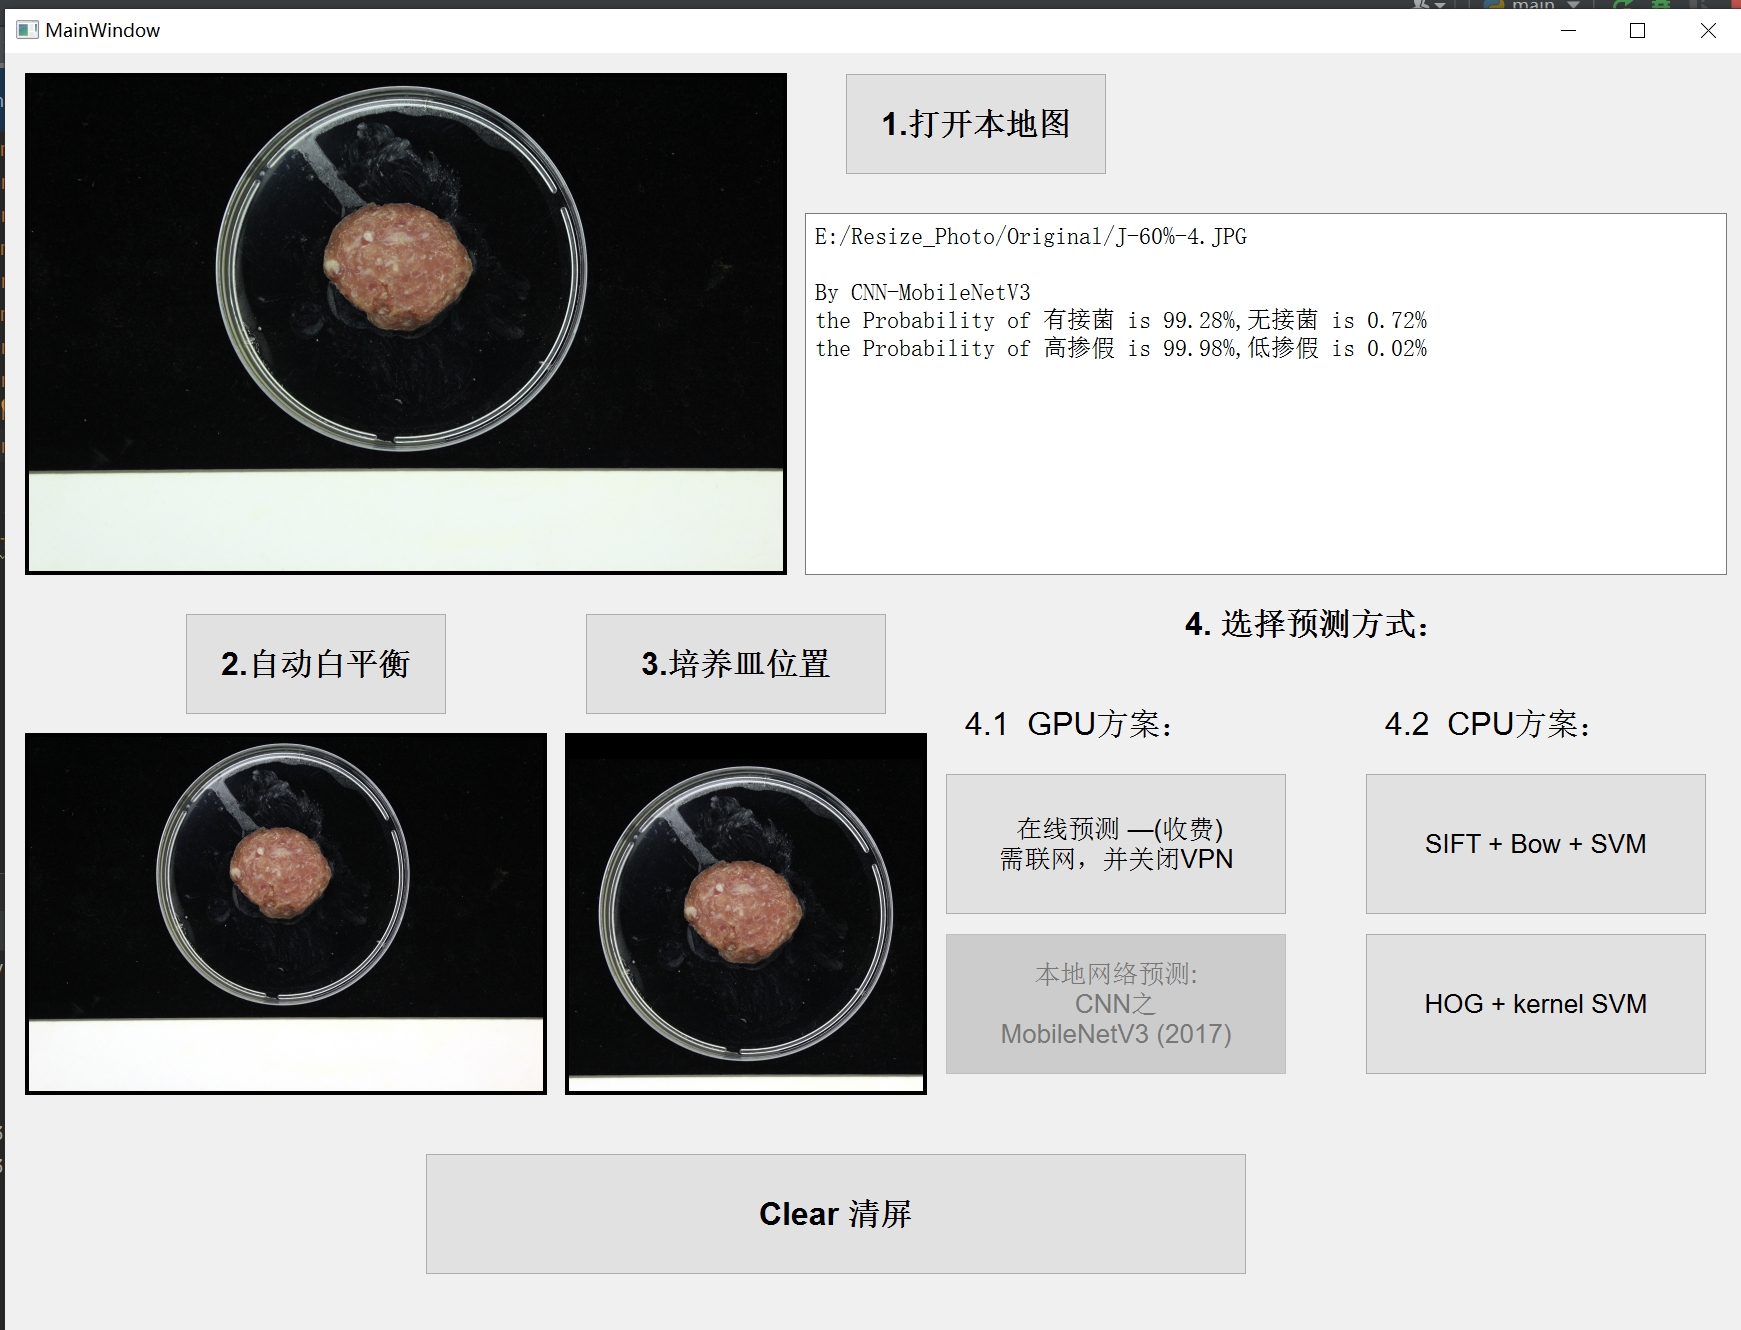 main
MainWindow
1.打开本地图
E:/Resize_Photo/Original/J-60%-4.JPG
By CNN-MobileNetV3
the Probability of 有接菌 is 99.28%,无接菌 is 0.72%
the Probability of 高掺假 is 99.98%,低掺假 is 0.02%
2.自动白平衡
3.培养皿位置
4. 选择预测方式：
4.1 GPU方案：
4.2 CPU方案：
在线预测 —(收费)
需联网，并关闭VPN
SIFT + Bow + SVM
本地网络预测:
CNN之
MobileNetV3 (2017)
HOG + kernel SVM
Clear 清屏